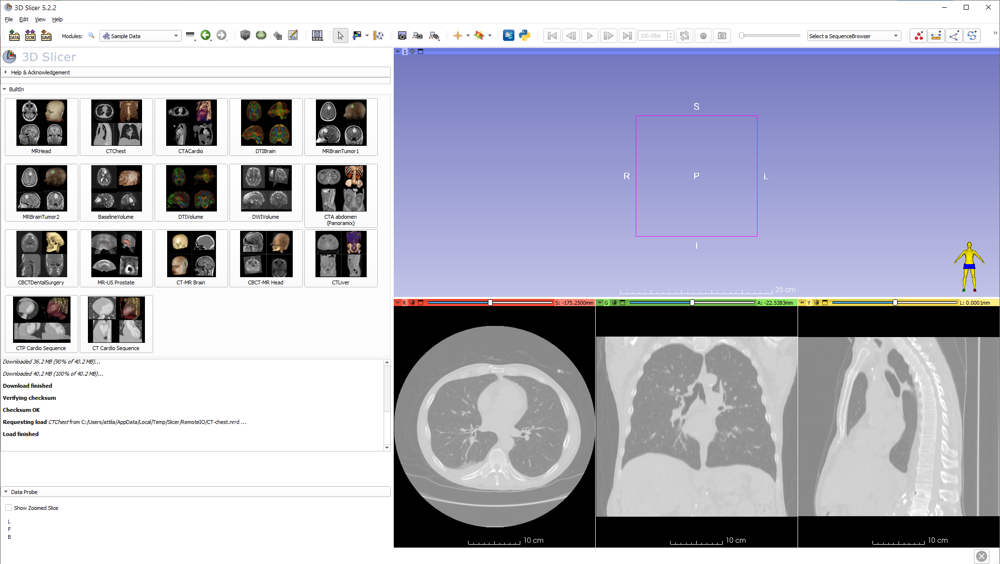 3D Slicer 5.2.2
File Edit View Help
DATA DCM SAVE Modules: Sample Data 100.0fps Select a SequenceBrowser »
3D Slicer
Help & Acknowledgement
BuiltIn
MRHead CTChest CTACardio DTIBrain MRBrainTumor1
MRBrainTumor2 BaselineVolume DTIVolume DWIVolume CTA abdomen
(Panoramix)
CBCTDentalSurgery MR-US Prostate CT-MR Brain CBCT-MR Head CTLiver
CTP Cardio Sequence CT Cardio Sequence
Downloaded 36.2 MB (90% of 40.2 MB)...
Downloaded 40.2 MB (100% of 40.2 MB)...
Download finished
Verifying checksum
Checksum OK
Requesting load CTChest from C:/Users/attila/AppData/Local/Temp/Slicer/RemoteIO/CT-chest.nrrd ...
Load finished
Data Probe
Show Zoomed Slice
L
F
B
1
S
R P L
I
25 cm
R S: -175.2500mm
G A: -22.5383mm
Y L: 0.0001mm
10 cm
10 cm
10 cm